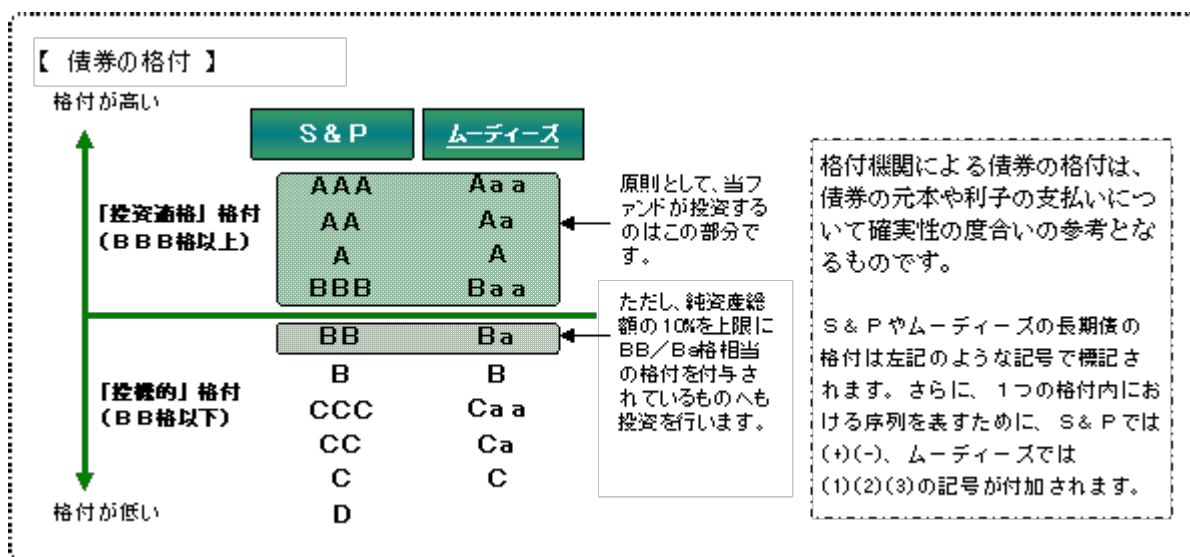 【 債券の格付 】
格付が高い
S&P ムーディーズ
AAA Aaa
AA Aa
A A
BBB Baa
「投資適格」格付
(BBB格以上)
原則として、当フ
ァンドが投資する
のはこの部分で
す。
BB Ba
B B
CCC Caa
CC Ca
C C
D
「投機的」格付
(BB格以下)
ただし、純資産総
額の10%を上限に
BB/Ba格相当
の格付を付与さ
れているものへも
投資を行います。
格付が低い
格付機関による債券の格付は、
債券の元本や利子の支払いにつ
いて確実性の度合いの参考とな
るものです。
S&Pやムーディーズの長期債の
格付は左記のような記号で標記さ
れます。さらに、1つの格付内にお
ける序列を表すために、S&Pでは
(+)(-)、ムーディーズでは
(1)(2)(3)の記号が付加されます。